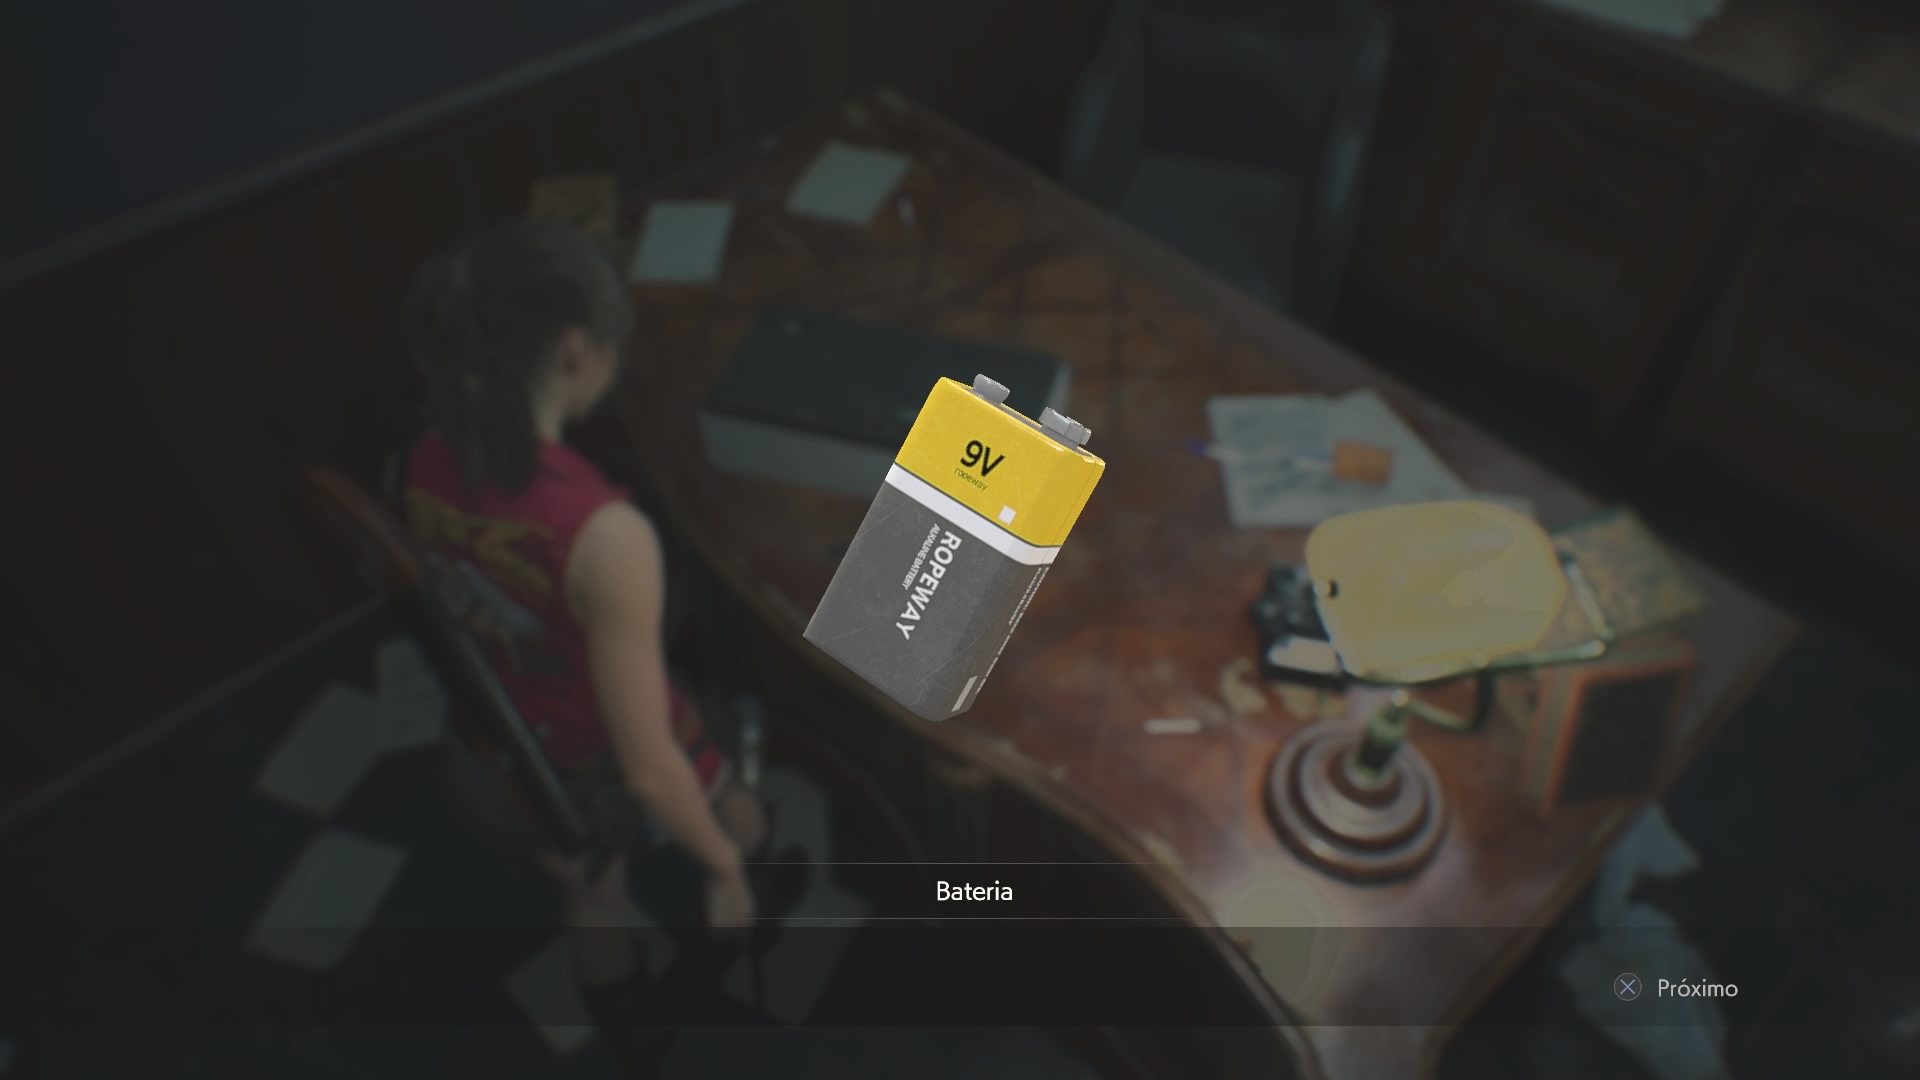 9V
ropeway
ROPEWAY
ALKALINE BATTERY
Bateria
Próximo